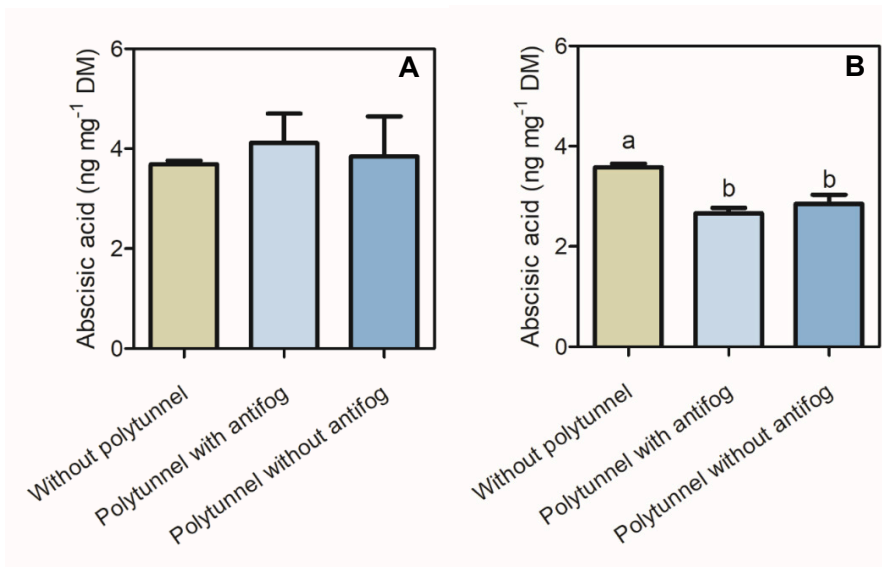 A
Abscisic acid (ng mg⁻¹ DM)
6
4
2
0
Without polytunnel
Polytunnel with antifog
Polytunnel without antifog
B
Abscisic acid (ng mg⁻¹ DM)
6
4
2
0
a
b
b
Without polytunnel
Polytunnel with antifog
Polytunnel without antifog